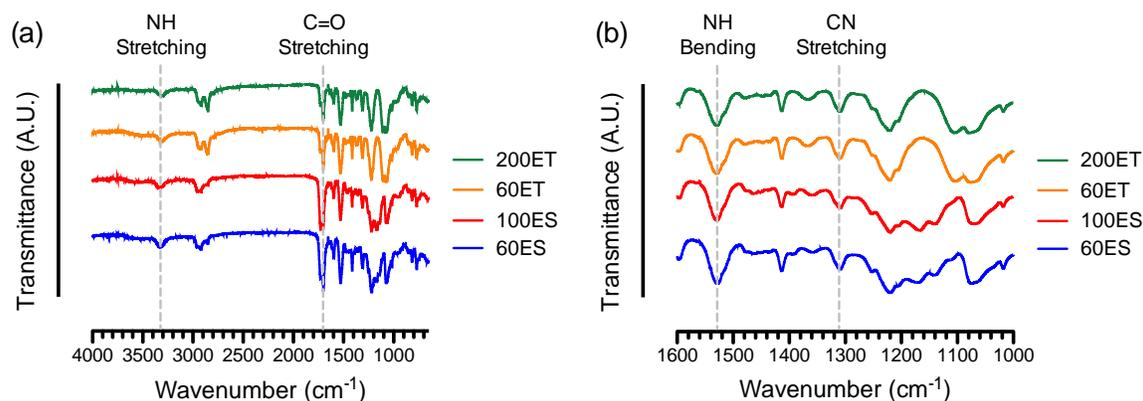 (a)
NH
Stretching
C=O
Stretching
Transmittance (A.U.)
200ET
60ET
100ES
60ES
4000 3500 3000 2500 2000 1500 1000
Wavenumber (cm⁻¹)
(b)
NH
Bending
CN
Stretching
Transmittance (A.U.)
200ET
60ET
100ES
60ES
1600 1500 1400 1300 1200 1100 1000
Wavenumber (cm⁻¹)